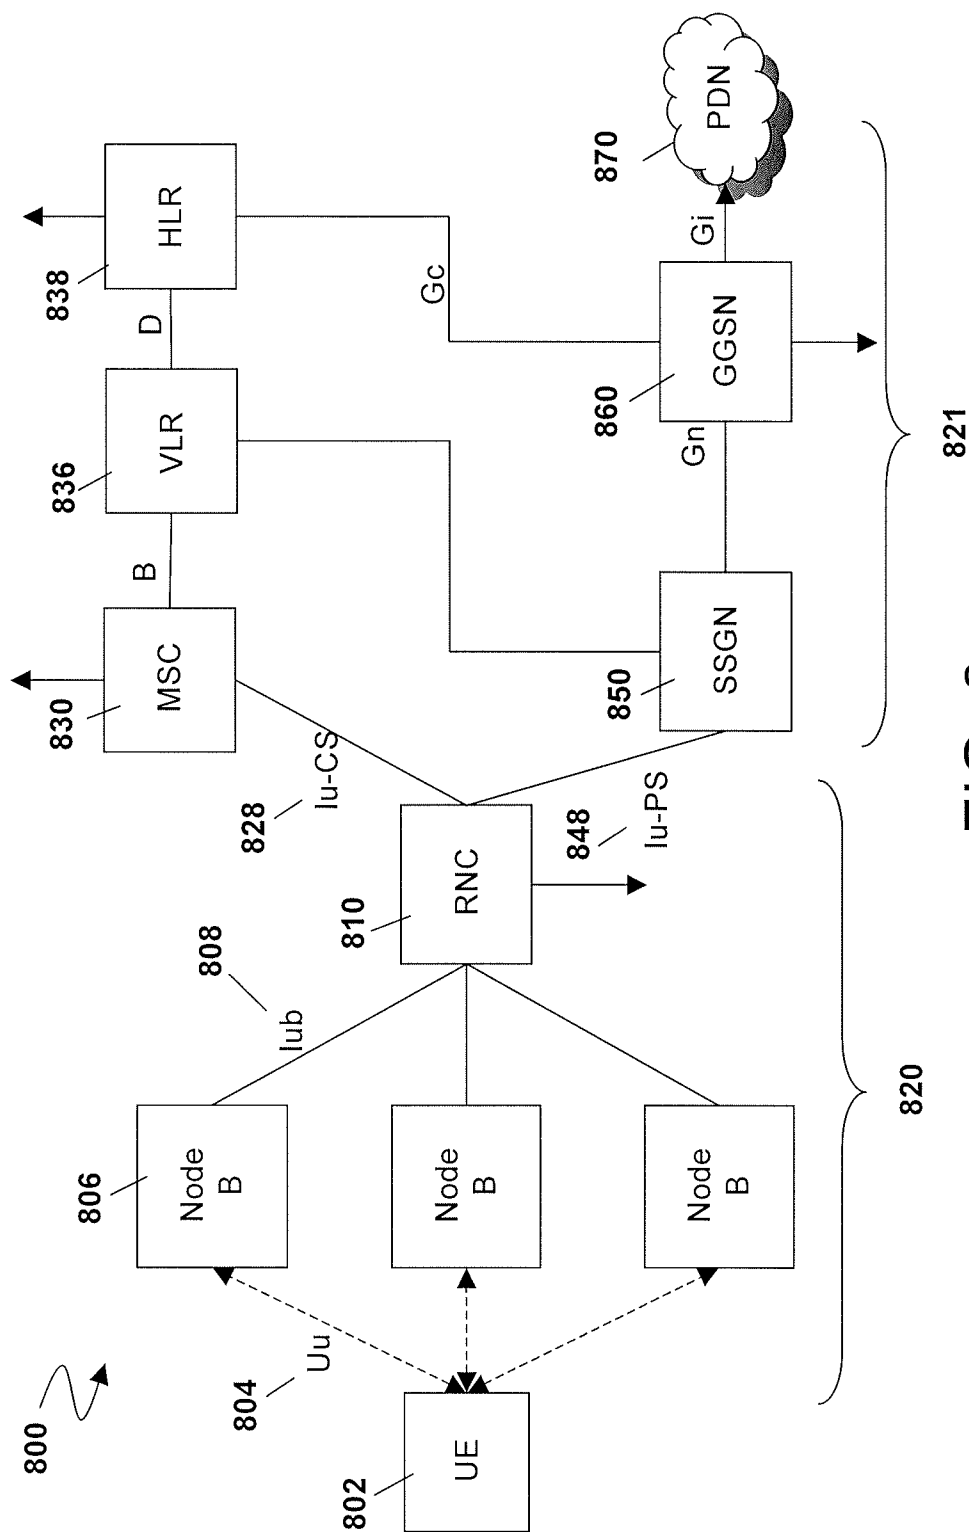 800
830
836
838
806
B
D
MSC
VLR
HLR
Node
B
808
804
828
Iub
Uu
Iu-CS
802
810
Gc
UE
Node
B
RNC
848
850
860
870
Iu-PS
Gn
Gi
Node
B
SSGN
GGSN
PDN
820
821